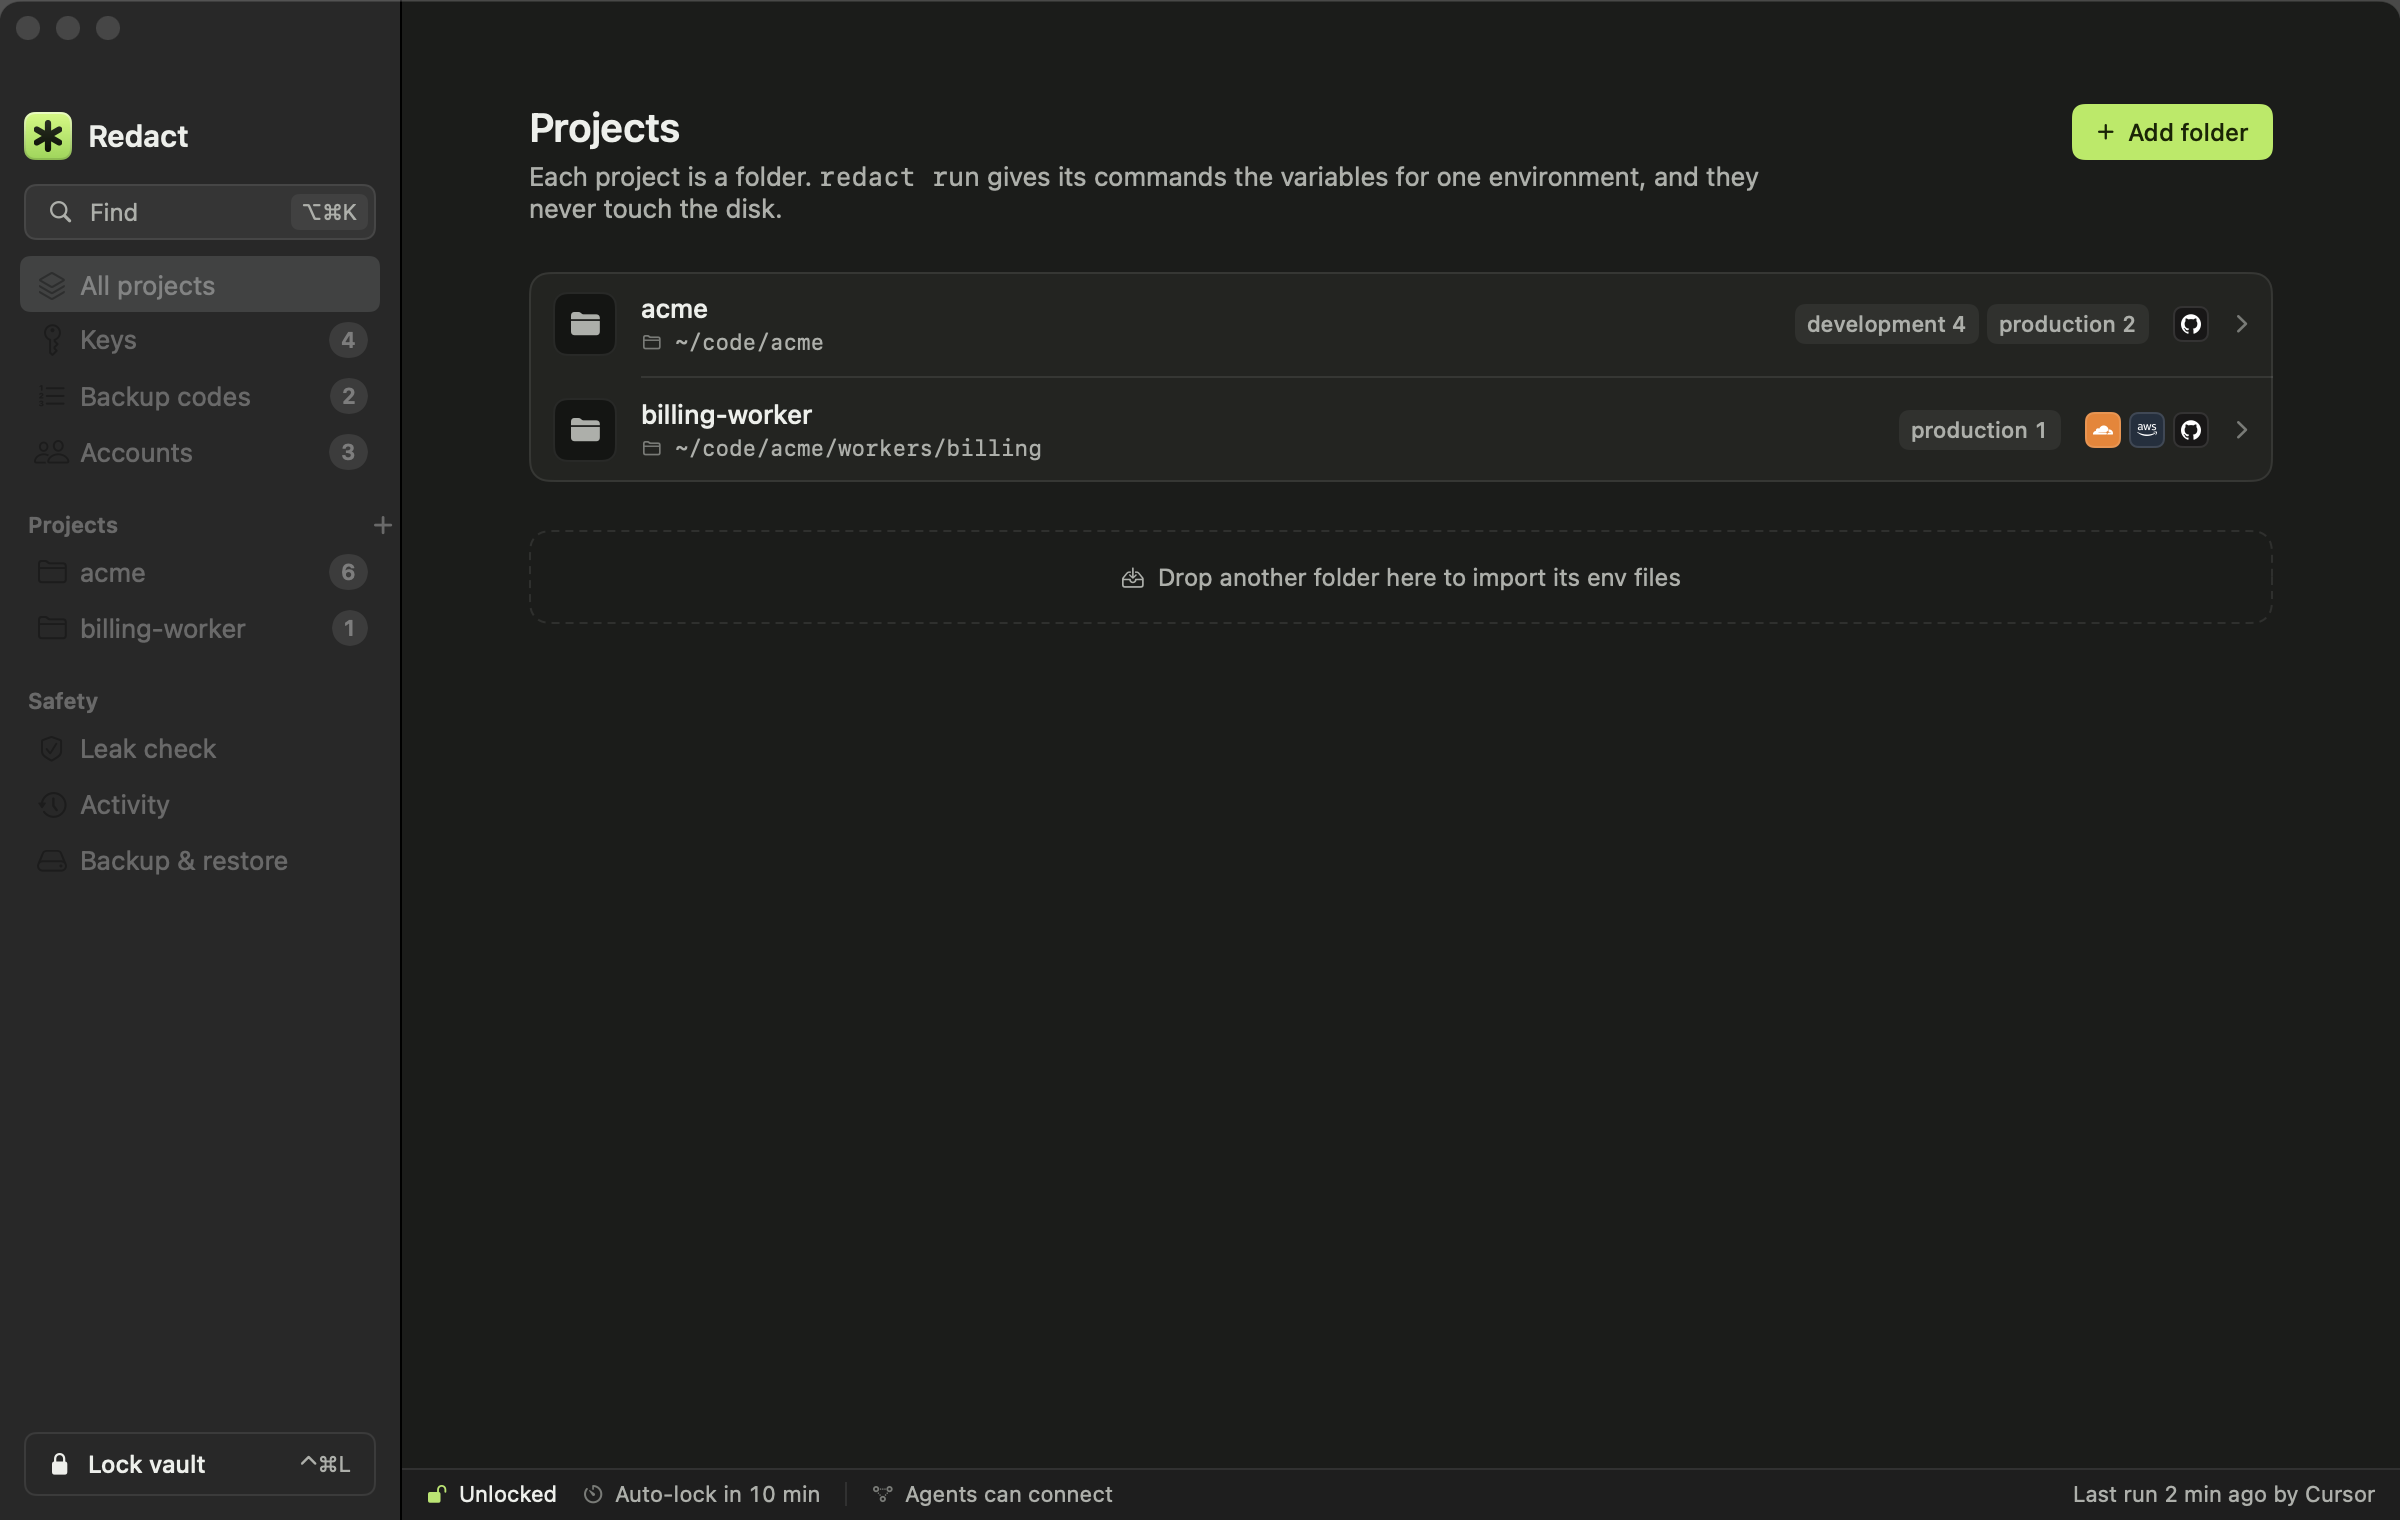 Redact
Find ⌥⌘K
All projects
Keys 4
Backup codes 2
Accounts 3
Projects +
acme 6
billing-worker 1
Safety
Leak check
Activity
Backup & restore
Lock vault ^⌘L
Projects
+ Add folder
Each project is a folder. redact run gives its commands the variables for one environment, and they
never touch the disk.
acme
~/code/acme
development 4 production 2
billing-worker
~/code/acme/workers/billing
production 1 aws
Drop another folder here to import its env files
Unlocked Auto-lock in 10 min Agents can connect Last run 2 min ago by Cursor